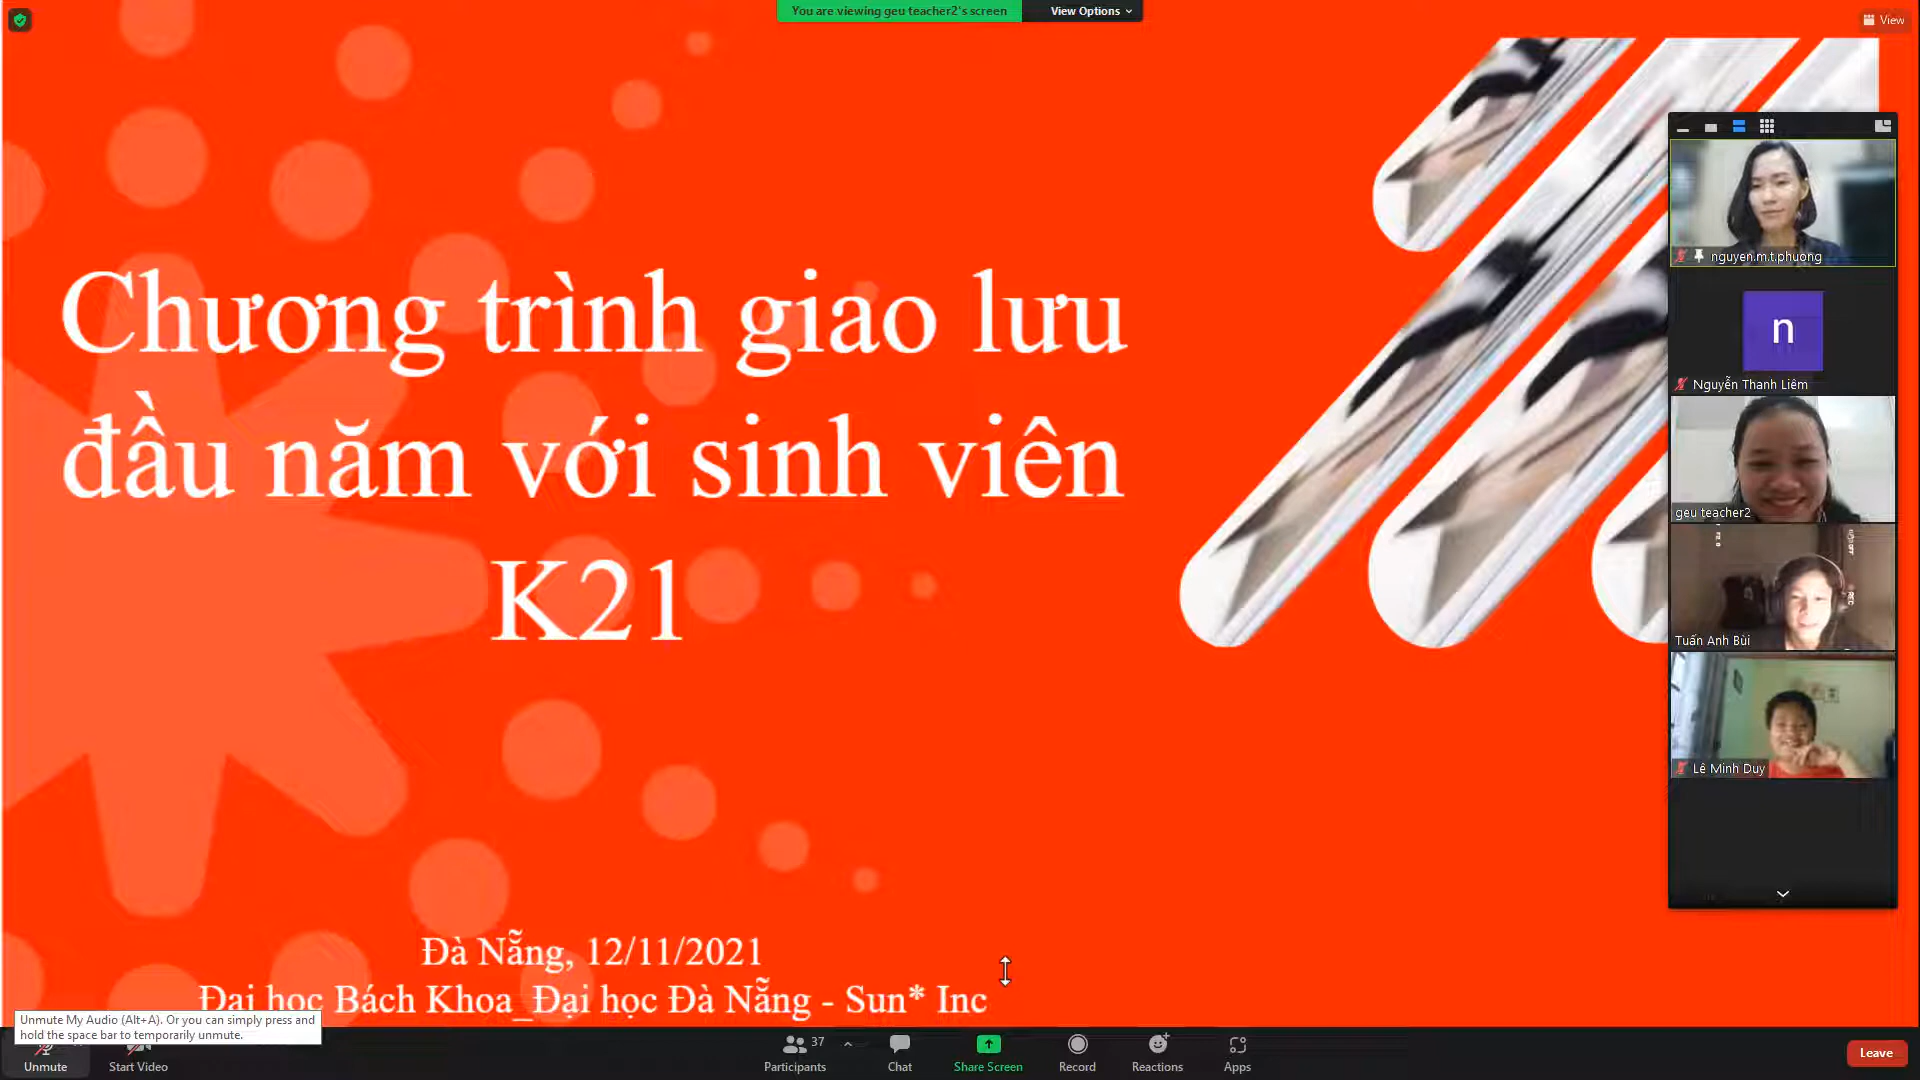 You are viewing geu teacher2's screen
View Options
View
Chương trình giao lưu
đầu năm với sinh viên
K21
Đà Nẵng, 12/11/2021
Đại học Bách Khoa_Đại học Đà Nẵng - Sun* Inc
nguyen.m.t.phuong
n
Nguyễn Thanh Liêm
geu teacher2
Tuấn Anh Bùi
Lê Minh Duy
Unmute My Audio (Alt+A). Or you can simply press and
hold the space bar to temporarily unmute.
Unmute
Start Video
37
Participants
Chat
Share Screen
Record
Reactions
Apps
Leave